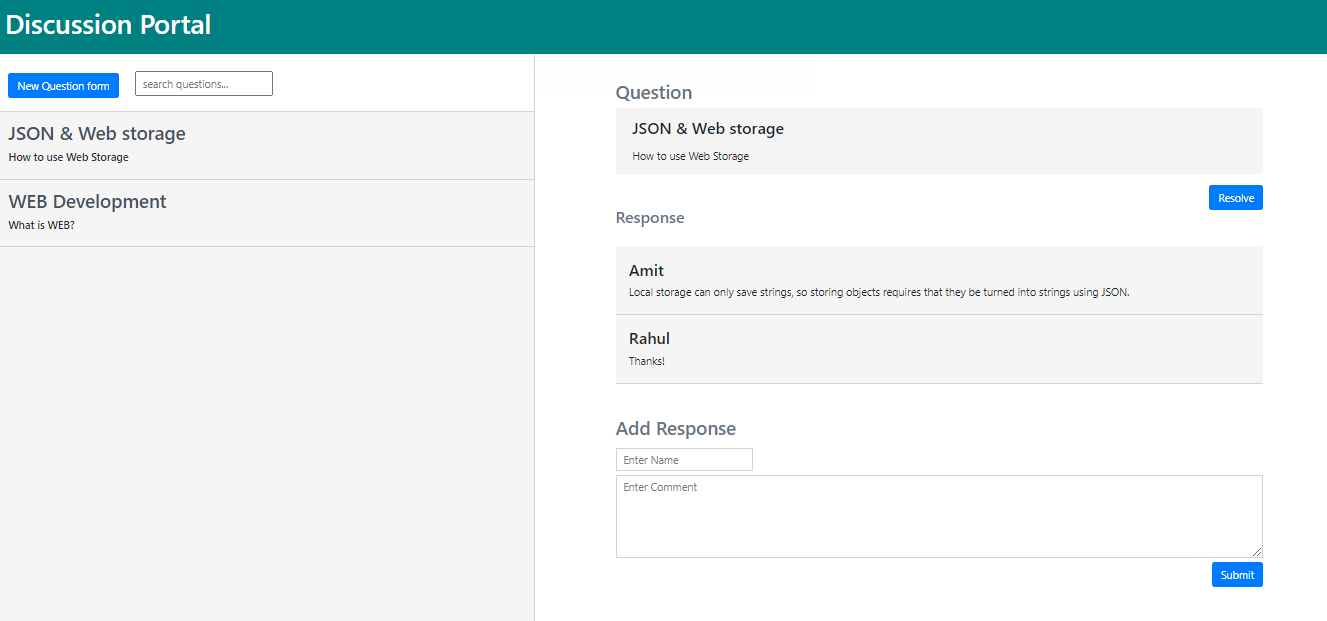 Discussion Portal
New Question form
search questions...
JSON & Web storage
How to use Web Storage
WEB Development
What is WEB?
Question
JSON & Web storage
How to use Web Storage
Resolve
Response
Amit
Local storage can only save strings, so storing objects requires that they be turned into strings using JSON.
Rahul
Thanks!
Add Response
Enter Name
Enter Comment
Submit